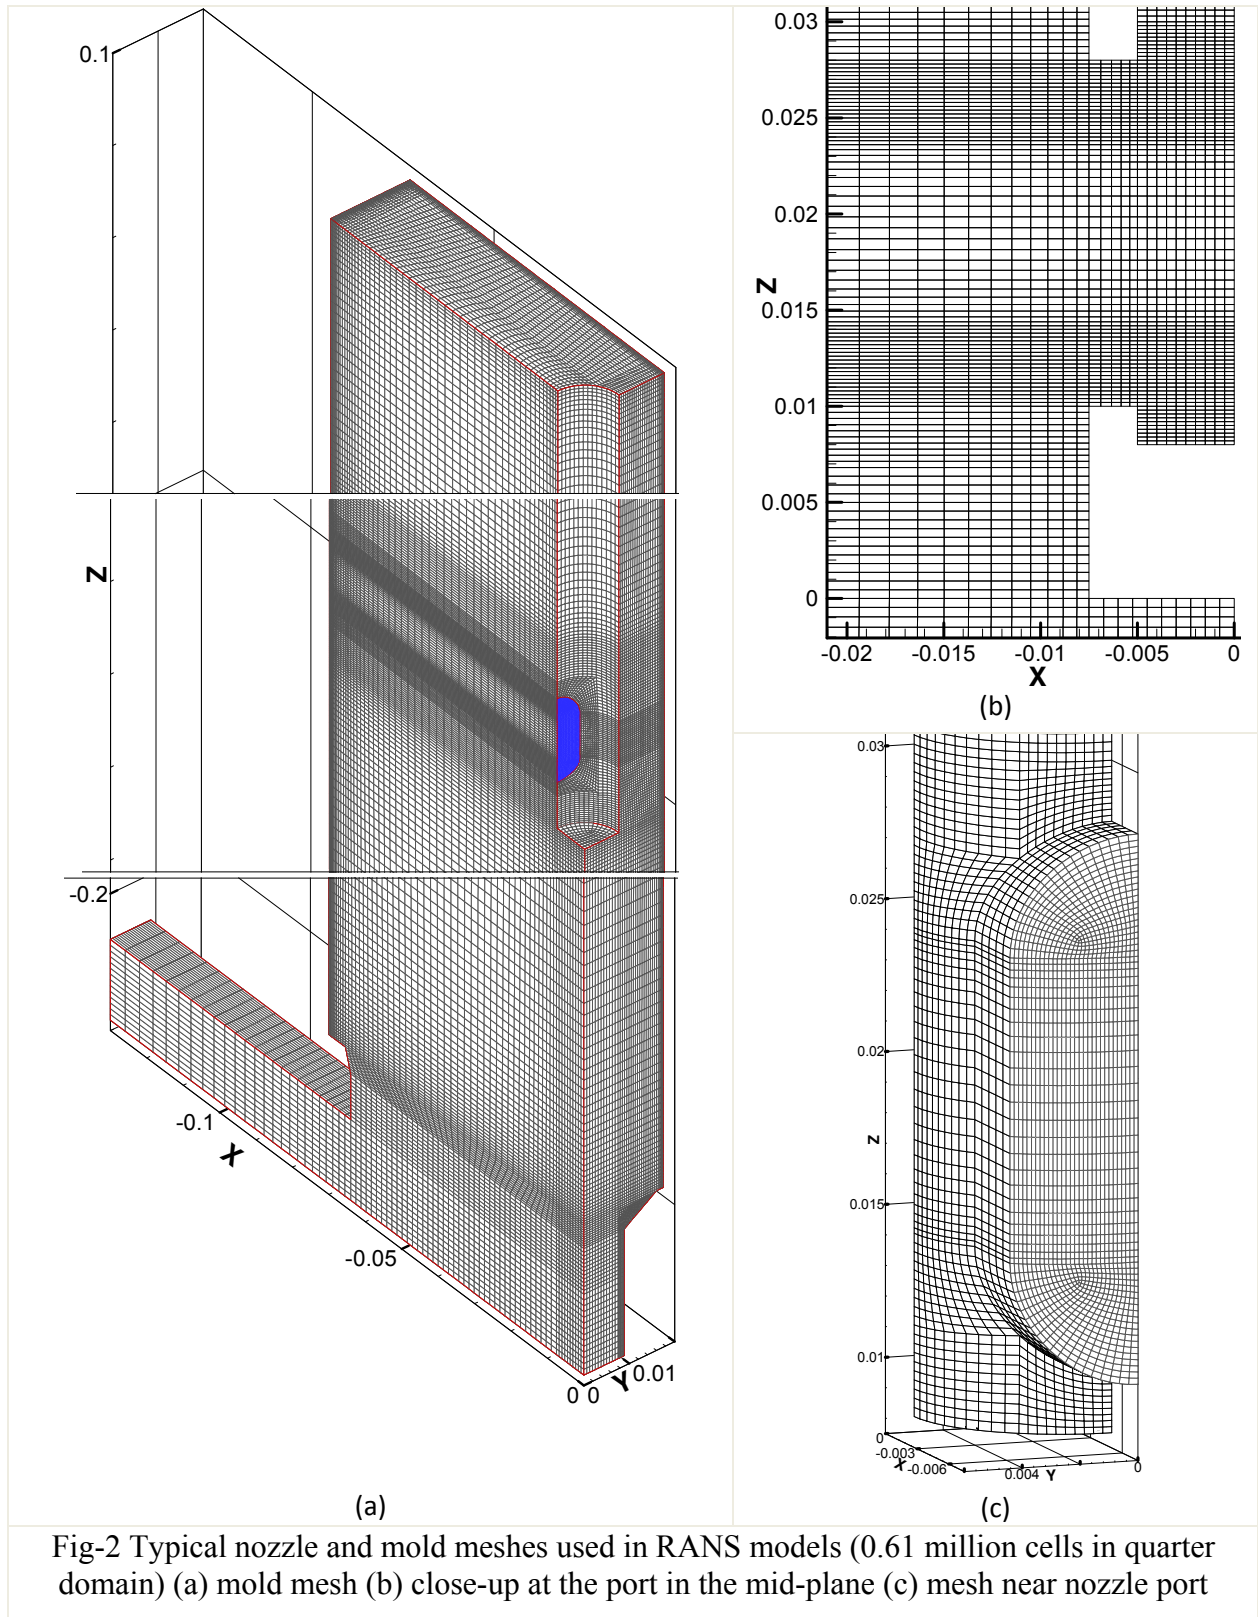 0.1
Z
-0.2
-0.1
X
-0.05
0 0
Y
0.01
(a)
0.03
0.025
0.02
Z
0.015
0.01
0.005
0
-0.02 -0.015 -0.01 -0.005 0
X
(b)
0.03
0.025
0.02
Z
0.015
0.01
0
-0.003
X
-0.006
0.004 Y
0
(c)
Fig-2 Typical nozzle and mold meshes used in RANS models (0.61 million cells in quarter
domain) (a) mold mesh (b) close-up at the port in the mid-plane (c) mesh near nozzle port